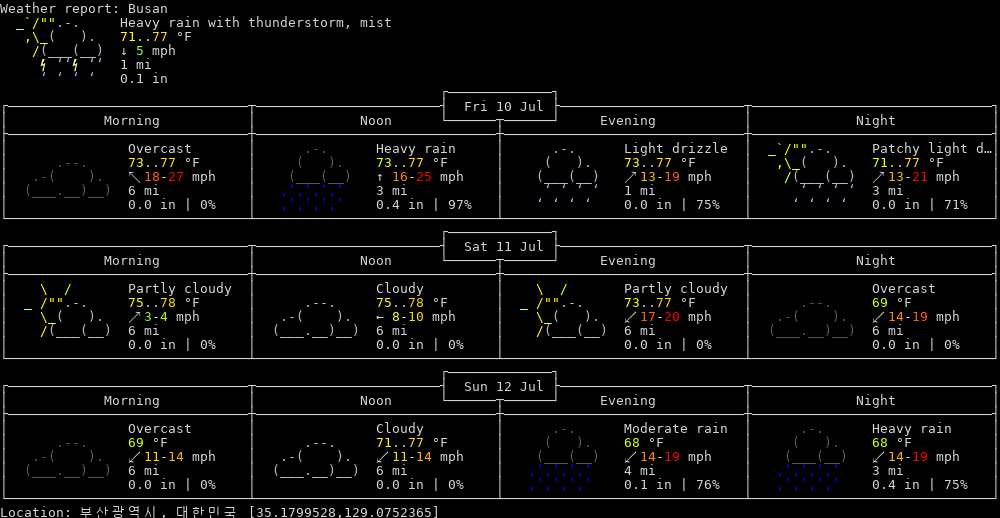 Weather report: Busan
Heavy rain with thunderstorm, mist
71..77 °F
↓ 5 mph
1 mi
0.1 in
Fri 10 Jul
Morning Noon Evening Night
Overcast Heavy rain Light drizzle Patchy light d…
73..77 °F 73..77 °F 73..77 °F 71..77 °F
↖ 18-27 mph ↑ 16-25 mph ↗ 13-19 mph ↗ 13-21 mph
6 mi 3 mi 1 mi 3 mi
0.0 in | 0% 0.4 in | 97% 0.0 in | 75% 0.0 in | 71%
Sat 11 Jul
Morning Noon Evening Night
Partly cloudy Cloudy Partly cloudy Overcast
75..78 °F 75..78 °F 73..77 °F 69 °F
↗ 3-4 mph ← 8-10 mph ↙ 17-20 mph ↙ 14-19 mph
6 mi 6 mi 6 mi 6 mi
0.0 in | 0% 0.0 in | 0% 0.0 in | 0% 0.0 in | 0%
Sun 12 Jul
Morning Noon Evening Night
Overcast Cloudy Moderate rain Heavy rain
69 °F 71..77 °F 68 °F 68 °F
↙ 11-14 mph ↙ 11-14 mph ↙ 14-19 mph ↙ 14-19 mph
6 mi 6 mi 4 mi 3 mi
0.0 in | 0% 0.0 in | 0% 0.1 in | 76% 0.4 in | 75%
Location: 부산광역시, 대한민국 [35.1799528,129.0752365]